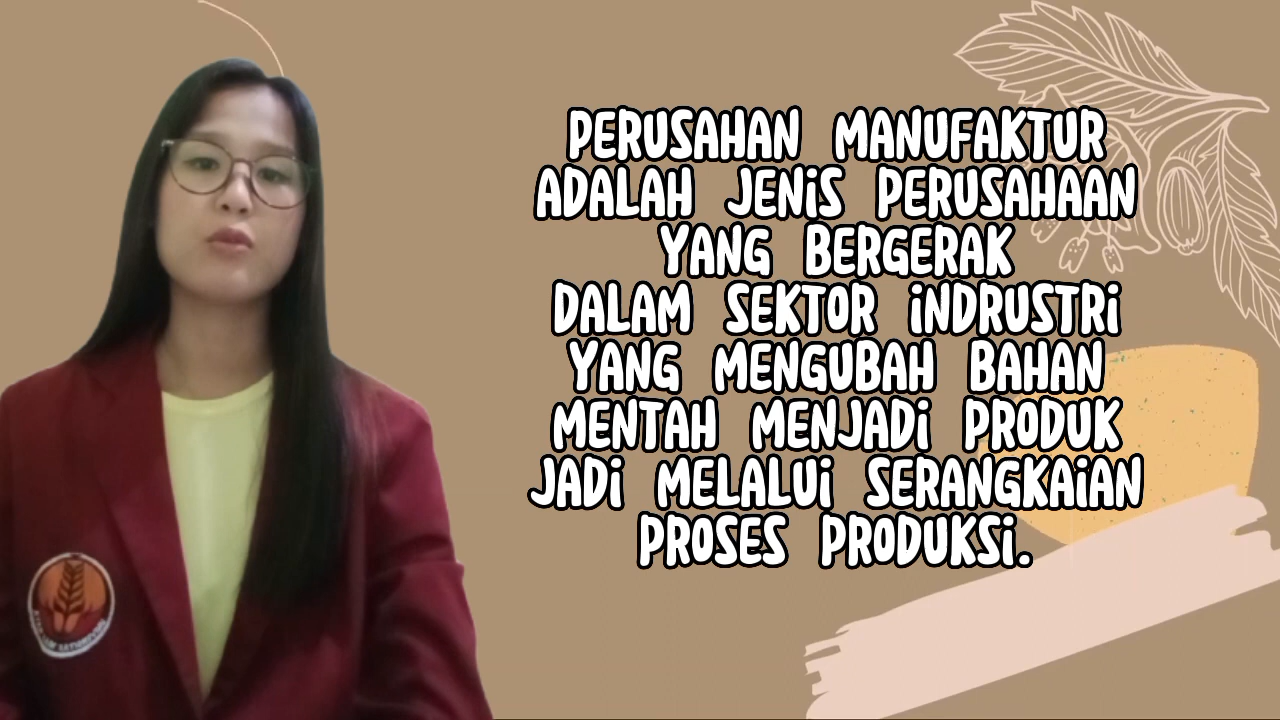 PERUSAHAN MANUFAKTUR
ADALAH JENiS PERUSAHAAN
YANG BERGERAK
DALAM SEKTOR iNDRUSTRi
YANG MENGUBAH BAHAN
MENTAH MENJADi PRODUK
JADi MELALUi SERANGKAiAN
PROSES PRODUKSi.